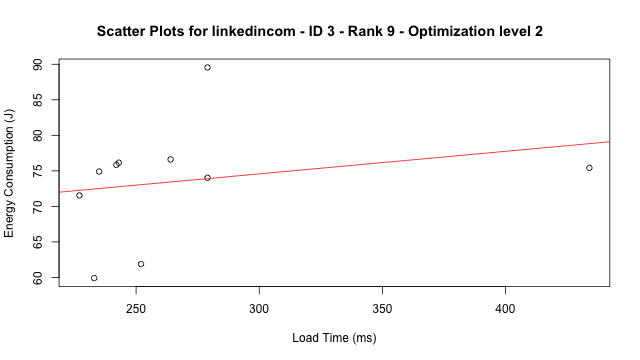 Scatter Plots for linkedincom - ID 3 - Rank 9 - Optimization level 2
Energy Consumption (J)
90
85
80
75
70
65
60
250 300 350 400
Load Time (ms)